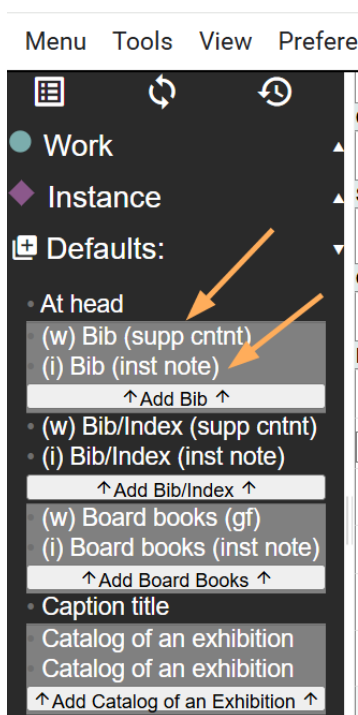 Menu Tools View Prefere
Work
Instance
Defaults:
At head
(w) Bib (supp cntnt)
(i) Bib (inst note)
↑Add Bib ↑
(w) Bib/Index (supp cntnt)
(i) Bib/Index (inst note)
↑Add Bib/Index ↑
(w) Board books (gf)
(i) Board books (inst note)
↑Add Board Books ↑
Caption title
Catalog of an exhibition
Catalog of an exhibition
↑Add Catalog of an Exhibition ↑